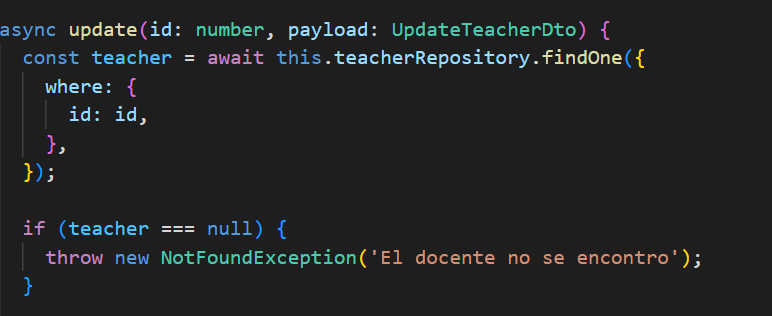 async update(id: number, payload: UpdateTeacherDto) {
const teacher = await this.teacherRepository.findOne({
where: {
id: id,
},
});
if (teacher === null) {
throw new NotFoundException('El docente no se encontro');
}